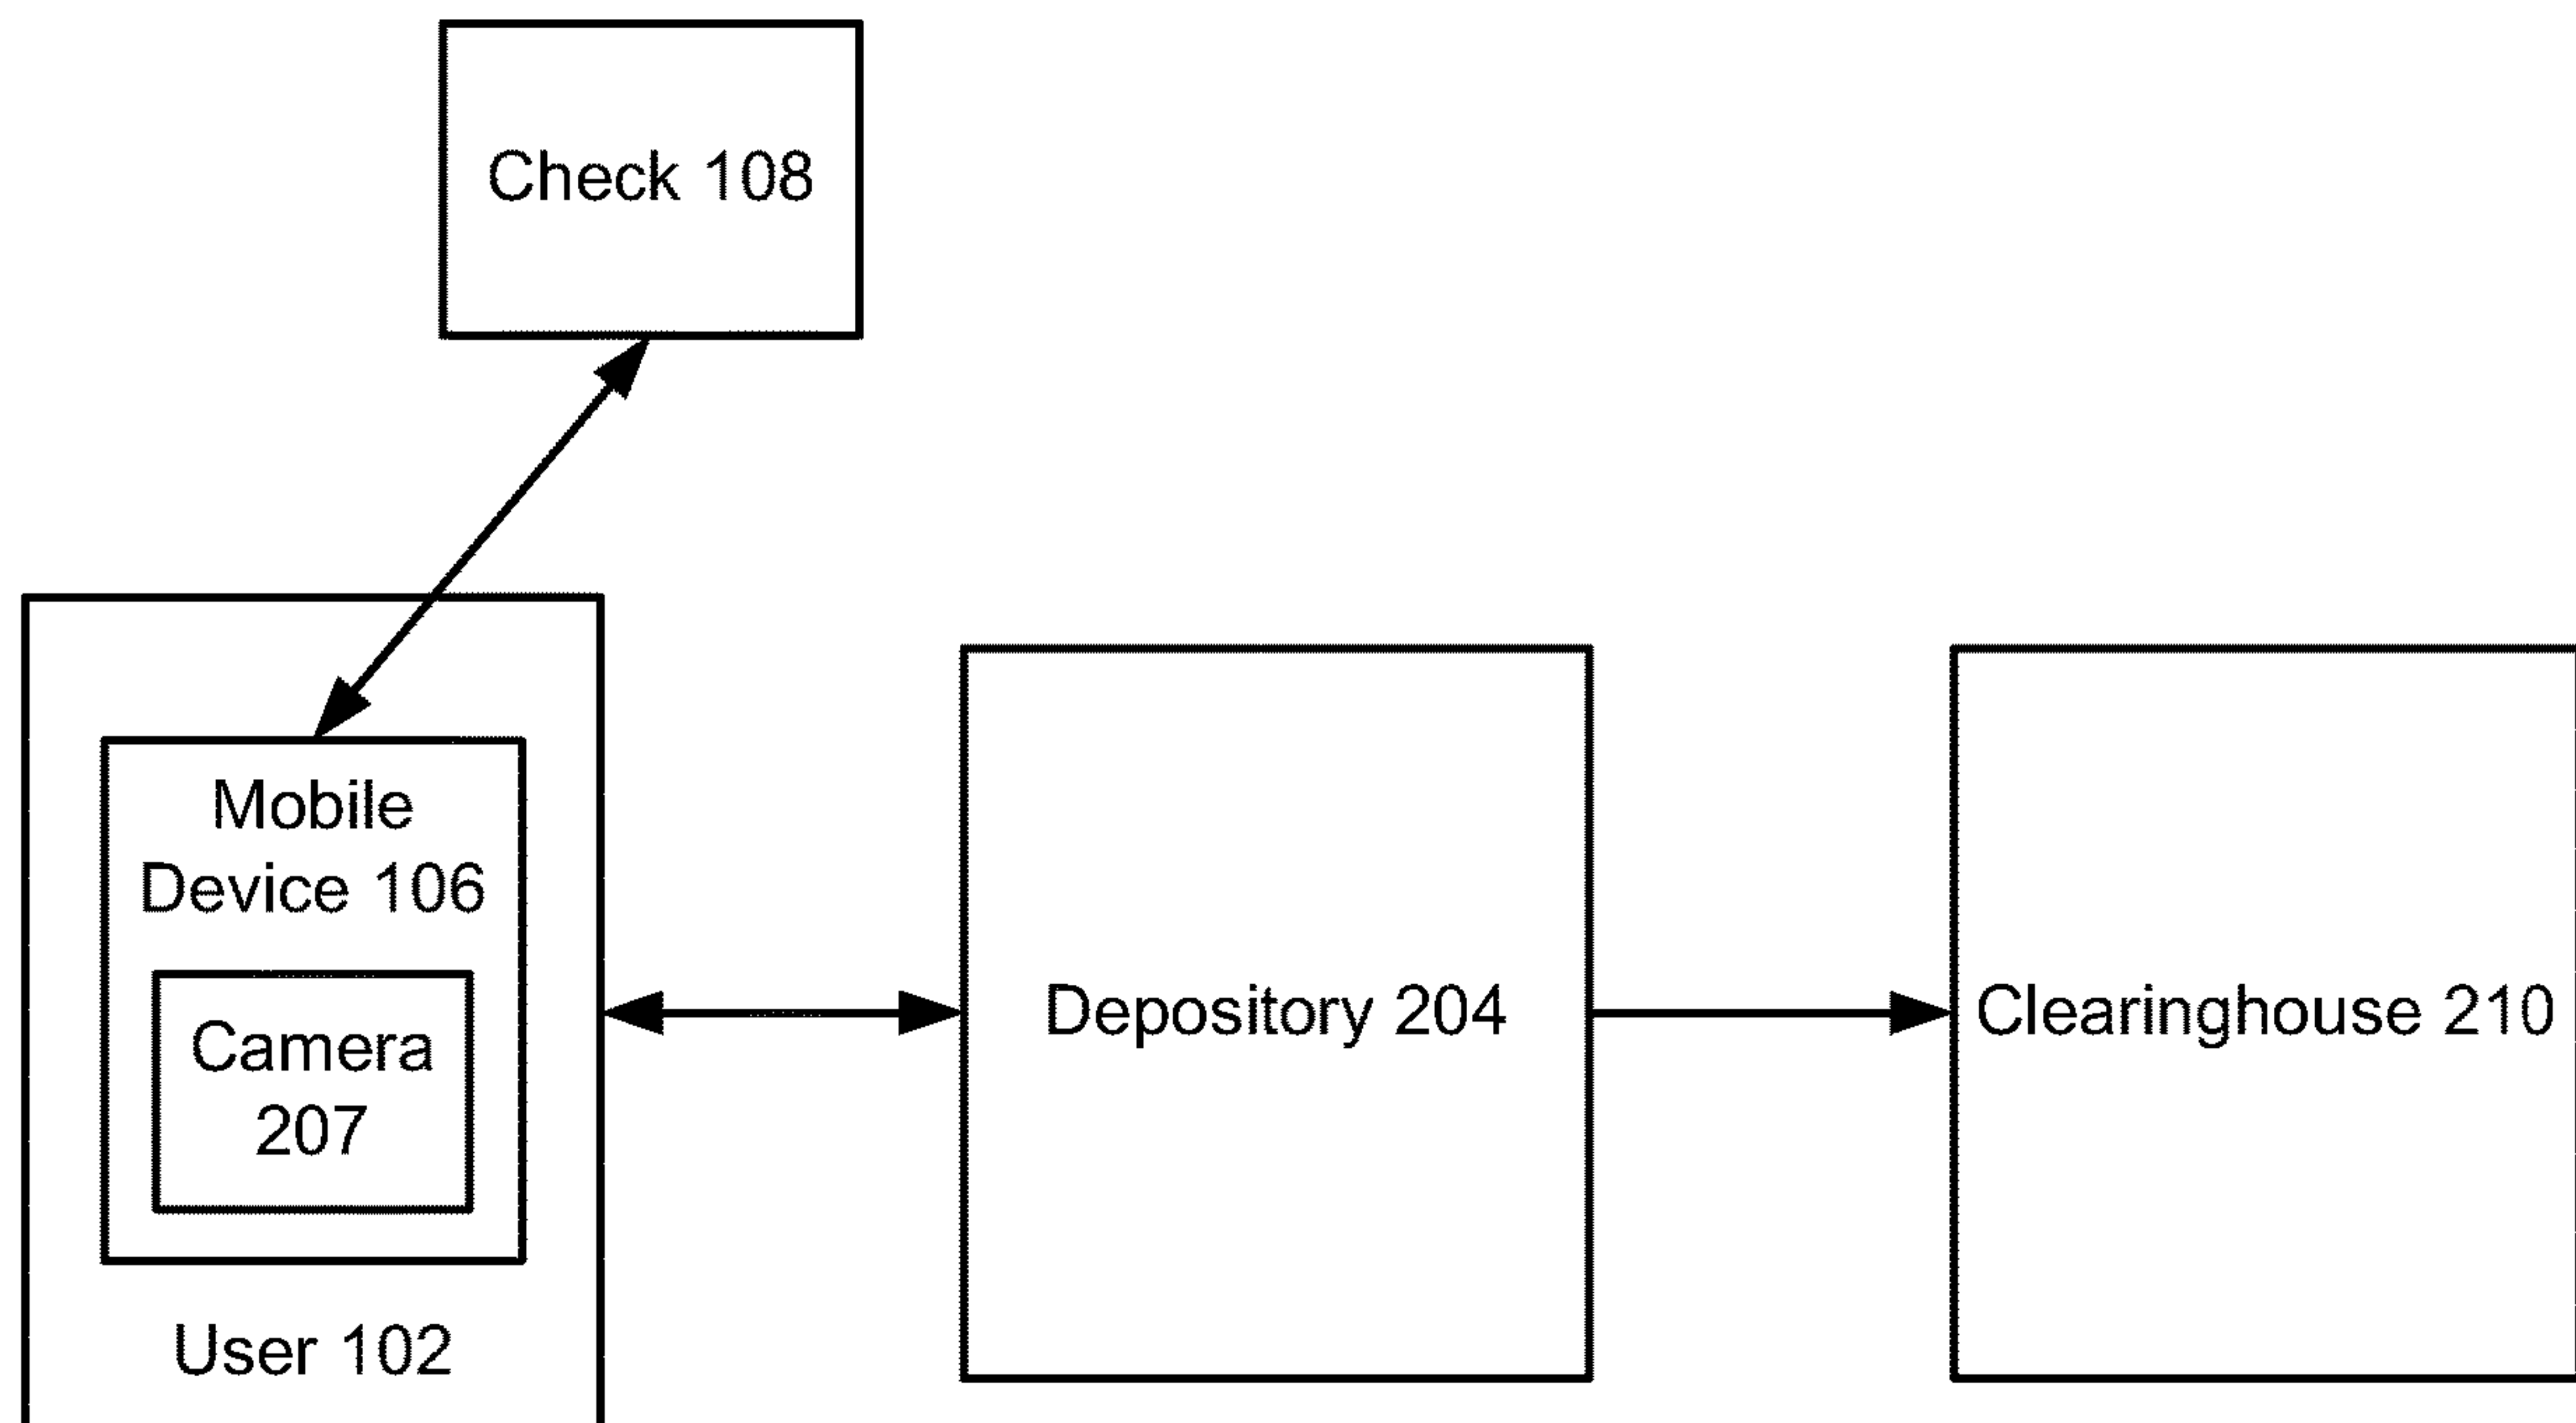 Check 108
Mobile
Device 106
Camera
207
User 102
Depository 204
Clearinghouse 210